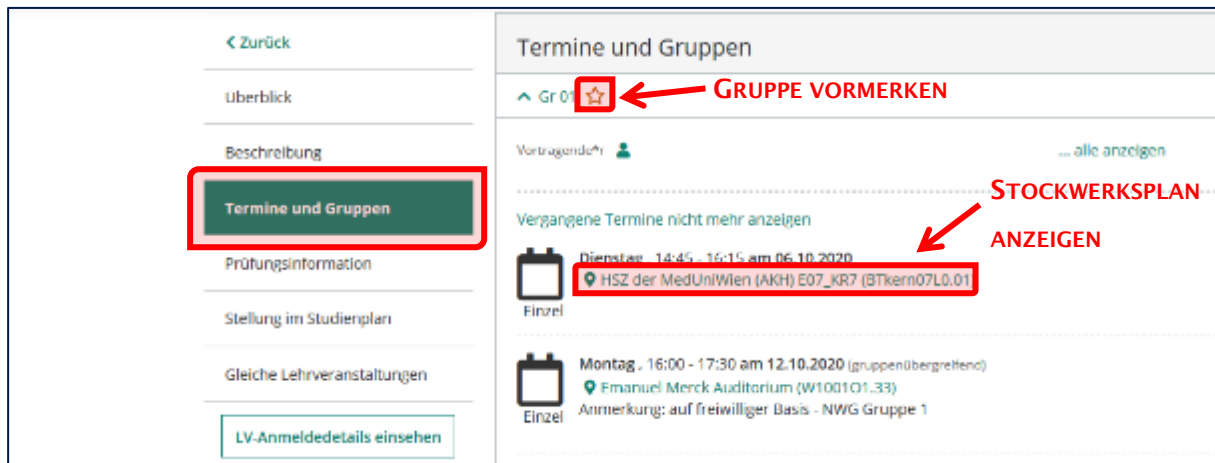 Zurück
Überblick
Beschreibung
Termine und Gruppen
Prüfungsinformation
Stellung im Studienplan
Gleiche Lehrveranstaltungen
LV-Anmeldedetails einsehen
Termine und Gruppen
Gr 01
GRUPPE VORMERKEN
Vortragende*r
... alle anzeigen
STOCKWERKSPLAN
ANZEIGEN
Vergangene Termine nicht mehr anzeigen
Dienstag , 14:45 - 16:15 am 06.10.2020
HSZ der MedUniWien (AKH) E07_KR7 (BTkern07L0.01)
Einzel
Montag , 16:00 - 17:30 am 12.10.2020 (gruppenübergreifend)
Emanuel Merck Auditorium (W1001O1.33)
Anmerkung: auf freiwilliger Basis - NWG Gruppe 1
Einzel